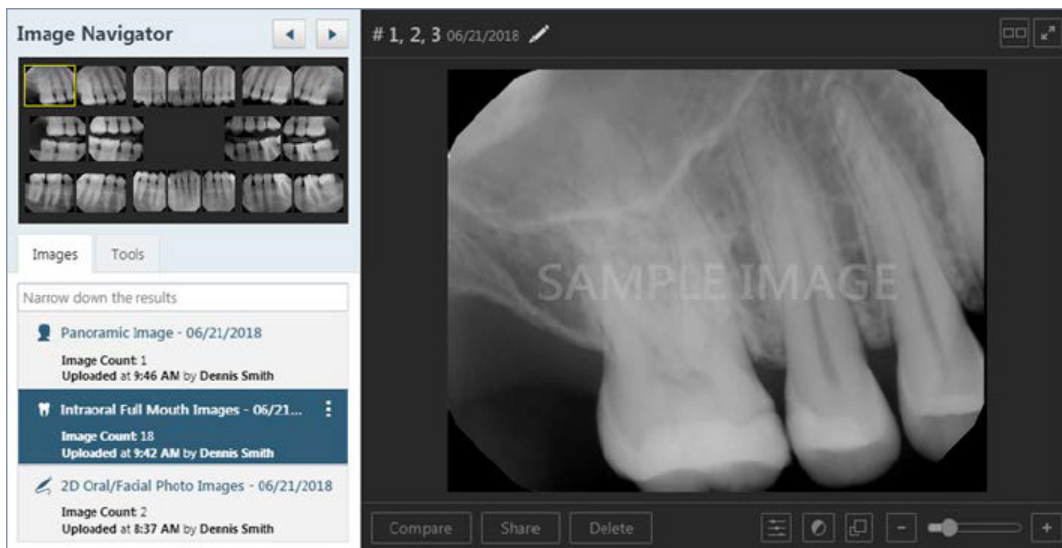 Image Navigator
# 1, 2, 3 06/21/2018
SAMPLE IMAGE
Images
Tools
Narrow down the results
Panoramic Image - 06/21/2018
Image Count: 1
Uploaded at 9:46 AM by Dennis Smith
Intraoral Full Mouth Images - 06/21...
Image Count: 18
Uploaded at 9:42 AM by Dennis Smith
2D Oral/Facial Photo Images - 06/21/2018
Image Count: 2
Uploaded at 8:37 AM by Dennis Smith
Compare
Share
Delete